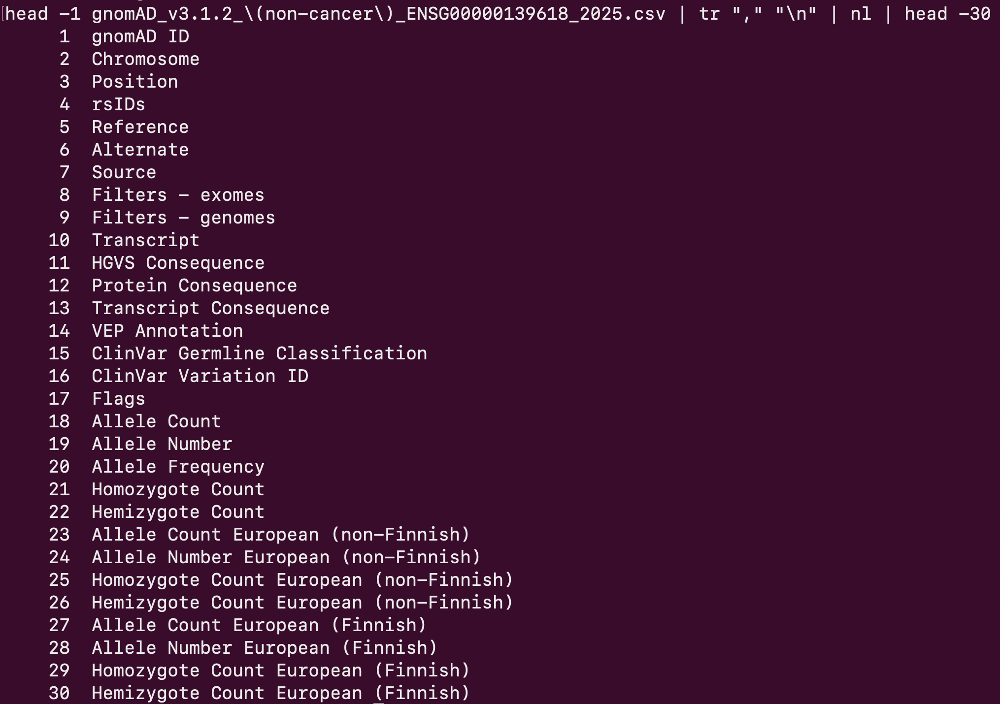 head -1 gnomAD_v3.1.2_\(non-cancer\)_ENSG00000139618_2025.csv | tr "," "\n" | nl | head -30
1 gnomAD ID
2 Chromosome
3 Position
4 rsIDs
5 Reference
6 Alternate
7 Source
8 Filters - exomes
9 Filters - genomes
10 Transcript
11 HGVS Consequence
12 Protein Consequence
13 Transcript Consequence
14 VEP Annotation
15 ClinVar Germline Classification
16 ClinVar Variation ID
17 Flags
18 Allele Count
19 Allele Number
20 Allele Frequency
21 Homozygote Count
22 Hemizygote Count
23 Allele Count European (non-Finnish)
24 Allele Number European (non-Finnish)
25 Homozygote Count European (non-Finnish)
26 Hemizygote Count European (non-Finnish)
27 Allele Count European (Finnish)
28 Allele Number European (Finnish)
29 Homozygote Count European (Finnish)
30 Hemizygote Count European (Finnish)